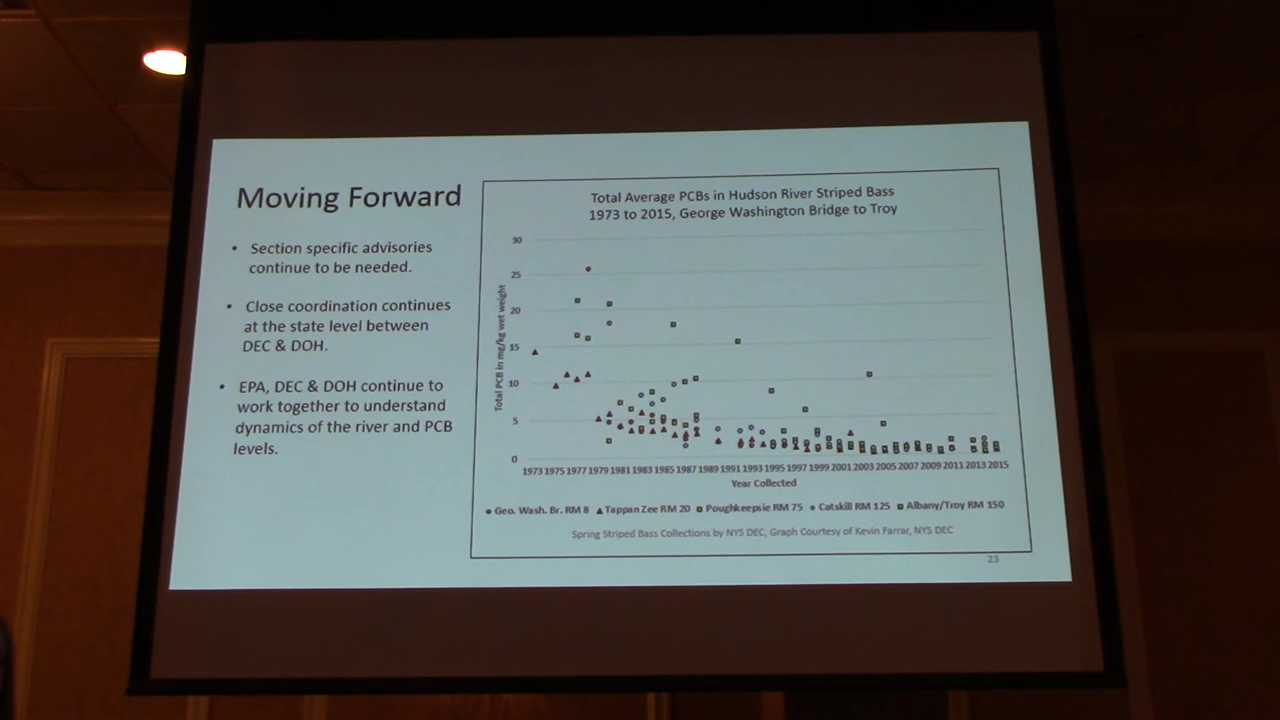 Moving Forward
• Section specific advisories
continue to be needed.
• Close coordination continues
at the state level between
DEC & DOH.
• EPA, DEC & DOH continue to
work together to understand
dynamics of the river and PCB
levels.
Total Average PCBs in Hudson River Striped Bass
1973 to 2015, George Washington Bridge to Troy
Total PCB in mg/kg wet weight
30
25
20
15
10
5
0
1973 1975 1977 1979 1981 1983 1985 1987 1989 1991 1993 1995 1997 1999 2001 2003 2005 2007 2009 2011 2013 2015
Year Collected
Geo. Wash. Br. RM 8 Tappan Zee RM 20 Poughkeepsie RM 75 Catskill RM 125 Albany/Troy RM 150
Spring Striped Bass Collections by NYS DEC, Graph Courtesy of Kevin Farrar, NYS DEC
23